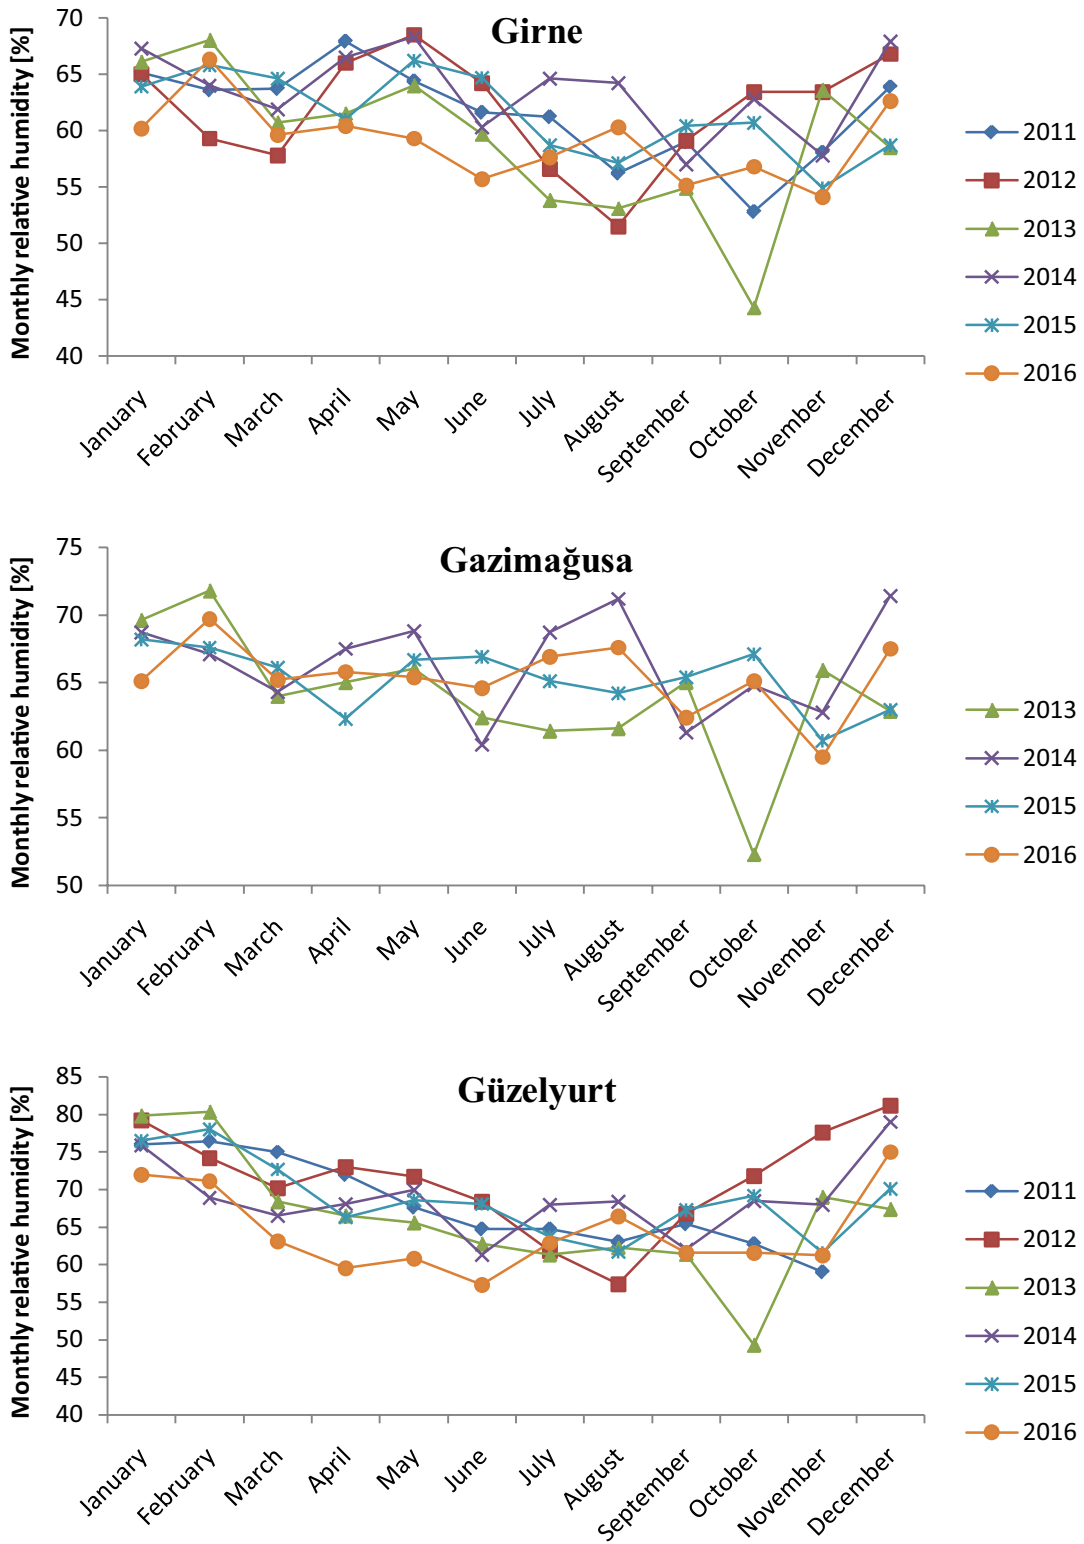 Girne
Monthly relative humidity [%]
70
65
60
55
50
45
40
January
February
March
April
May
June
July
August
September
October
November
December
2011
2012
2013
2014
2015
2016
Gazimağusa
Monthly relative humidity [%]
75
70
65
60
55
50
January
February
March
April
May
June
July
August
September
October
November
December
2013
2014
2015
2016
Güzelyurt
Monthly relative humidity [%]
85
80
75
70
65
60
55
50
45
40
January
February
March
April
May
June
July
August
September
October
November
December
2011
2012
2013
2014
2015
2016